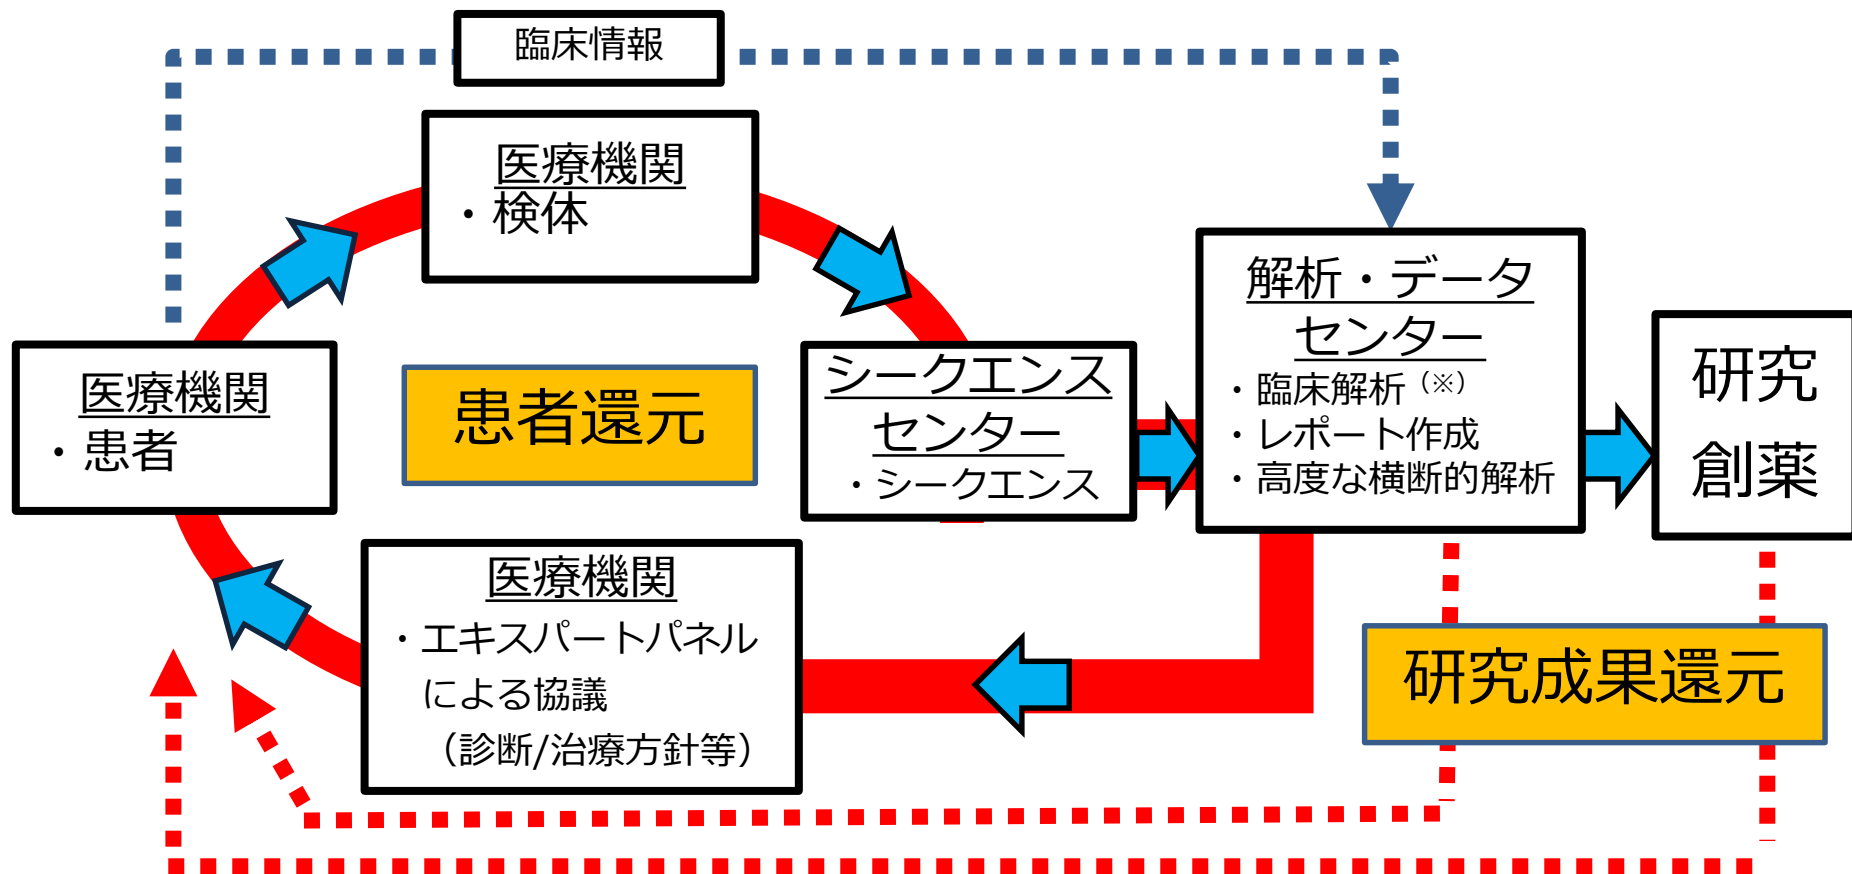 臨床情報
医療機関
・検体
医療機関
・患者
患者還元
シークエンス
センター
・シークエンス
解析・データ
センター
・臨床解析（※）
・レポート作成
・高度な横断的解析
研究
創薬
医療機関
・エキスパートパネル
による協議
（診断/治療方針等）
研究成果還元